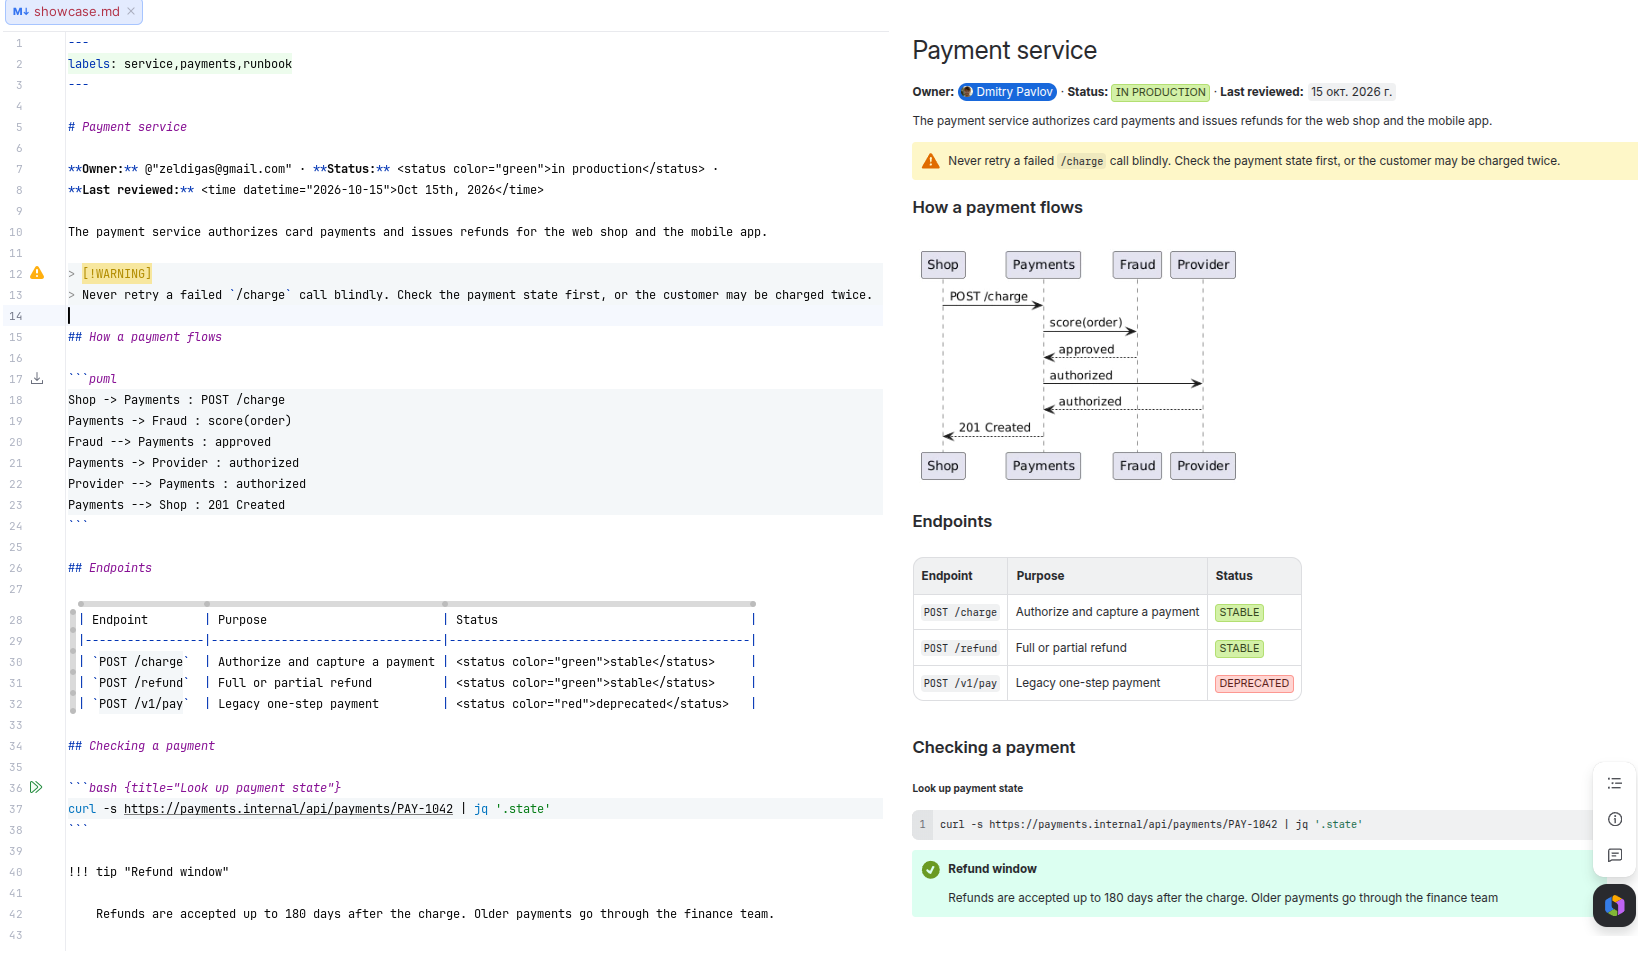 M↓ showcase.md ×
1 ---
2 labels: service,payments,runbook
3 ---
4
5 # Payment service
6
7 **Owner:** @"zeldigas@gmail.com" · **Status:** <status color="green">in production</status> ·
8 **Last reviewed:** <time datetime="2026-10-15">Oct 15th, 2026</time>
9
10 The payment service authorizes card payments and issues refunds for the web shop and the mobile app.
11
12 > [!WARNING]
13 > Never retry a failed `/charge` call blindly. Check the payment state first, or the customer may be charged twice.
14
15 ## How a payment flows
16
17 ```puml
18 Shop -> Payments : POST /charge
19 Payments -> Fraud : score(order)
20 Fraud --> Payments : approved
21 Payments -> Provider : authorized
22 Provider --> Payments : authorized
23 Payments --> Shop : 201 Created
24 ```
25
26 ## Endpoints
27
28 | Endpoint | Purpose | Status |
29 |-----------------|---------------------------------|-------------------------------------------|
30 | `POST /charge` | Authorize and capture a payment | <status color="green">stable</status> |
31 | `POST /refund` | Full or partial refund | <status color="green">stable</status> |
32 | `POST /v1/pay` | Legacy one-step payment | <status color="red">deprecated</status> |
33
34 ## Checking a payment
35
36 ```bash {title="Look up payment state"}
37 curl -s https://payments.internal/api/payments/PAY-1042 | jq '.state'
38 ```
39
40 !!! tip "Refund window"
41
42 Refunds are accepted up to 180 days after the charge. Older payments go through the finance team.
43
Payment service
Owner: Dmitry Pavlov · Status: IN PRODUCTION · Last reviewed: 15 окт. 2026 г.
The payment service authorizes card payments and issues refunds for the web shop and the mobile app.
Never retry a failed /charge call blindly. Check the payment state first, or the customer may be charged twice.
How a payment flows
Shop Payments Fraud Provider
POST /charge
score(order)
approved
authorized
authorized
201 Created
Shop Payments Fraud Provider
Endpoints
Endpoint Purpose Status
POST /charge Authorize and capture a payment STABLE
POST /refund Full or partial refund STABLE
POST /v1/pay Legacy one-step payment DEPRECATED
Checking a payment
Look up payment state
1 curl -s https://payments.internal/api/payments/PAY-1042 | jq '.state'
Refund window
Refunds are accepted up to 180 days after the charge. Older payments go through the finance team